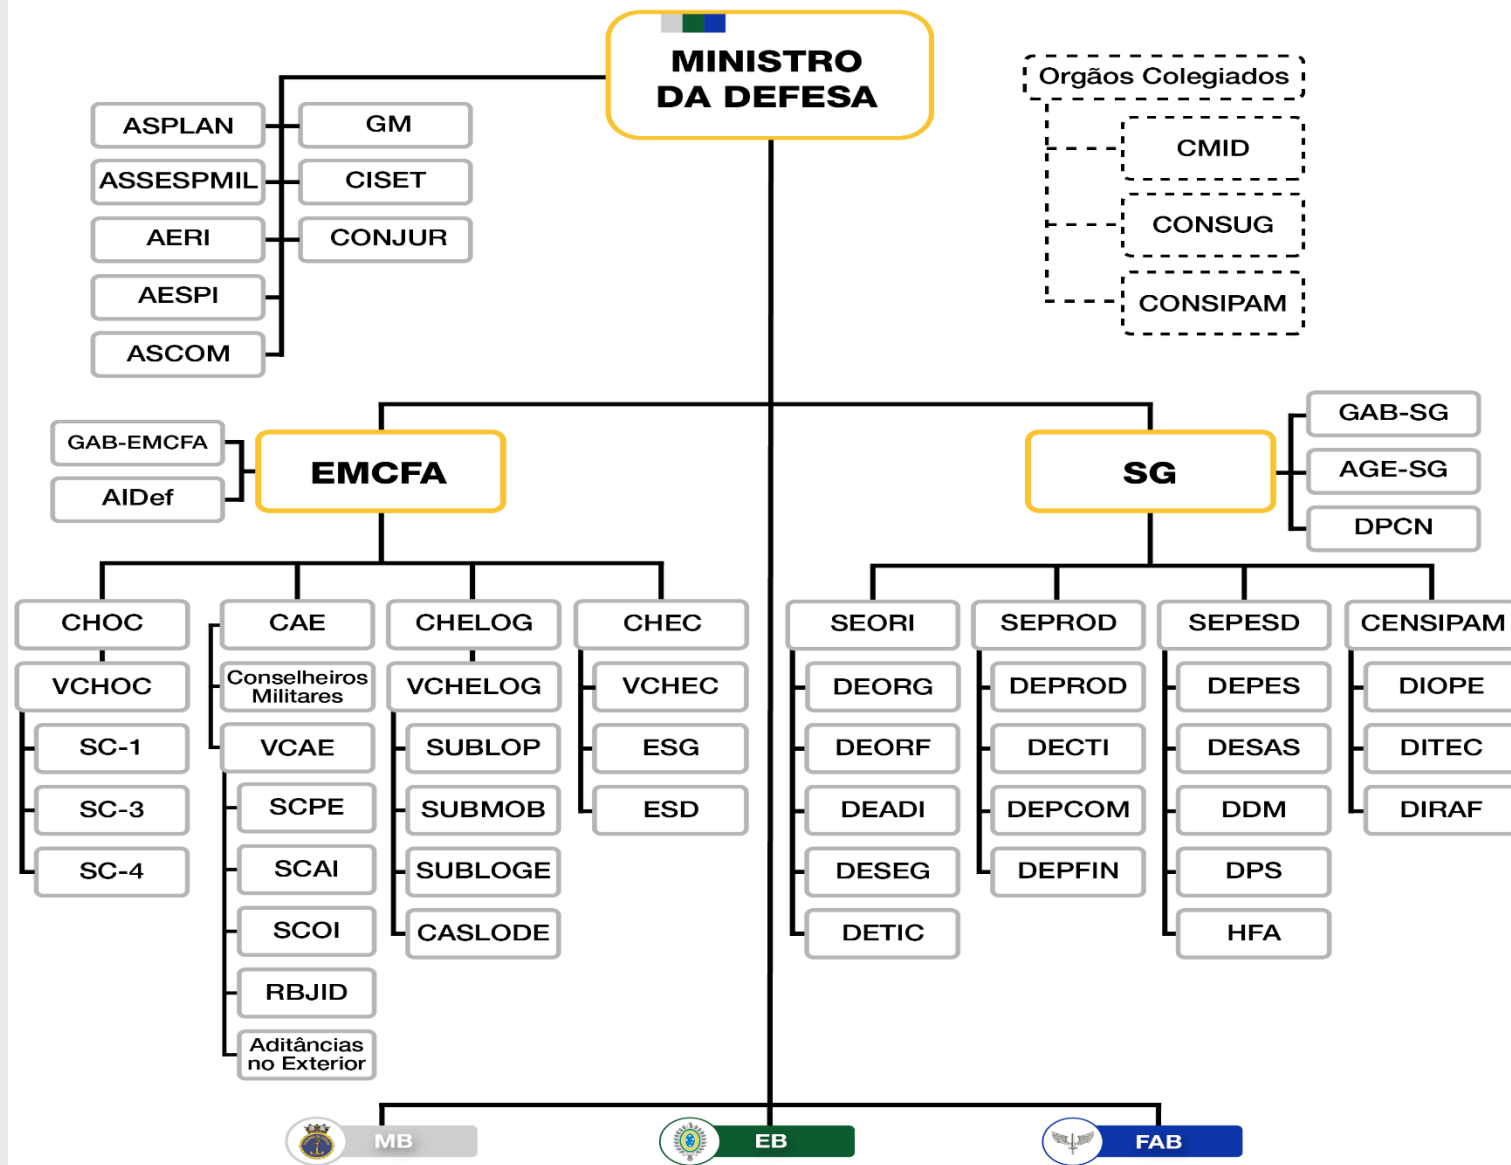 MINISTRO
DA DEFESA
Orgãos Colegiados
CMID
CONSUG
CONSIPAM
ASPLAN
GM
ASSESPMIL
CISET
AERI
CONJUR
AESPI
ASCOM
GAB-EMCFA
AIDef
EMCFA
SG
GAB-SG
AGE-SG
DPCN
CHOC
VCHOC
SC-1
SC-3
SC-4
CAE
Conselheiros
Militares
VCAE
SCPE
SCAI
SCOI
RBJID
Aditâncias
no Exterior
CHELOG
VCHELOG
SUBLOP
SUBMOB
SUBLOGE
CASLODE
CHEC
VCHEC
ESG
ESD
SEORI
DEORG
DEORF
DEADI
DESEG
DETIC
SEPROD
DEPROD
DECTI
DEPCOM
DEPFIN
SEPESD
DEPES
DESAS
DDM
DPS
HFA
CENSIPAM
DIOPE
DITEC
DIRAF
MB
EB
FAB